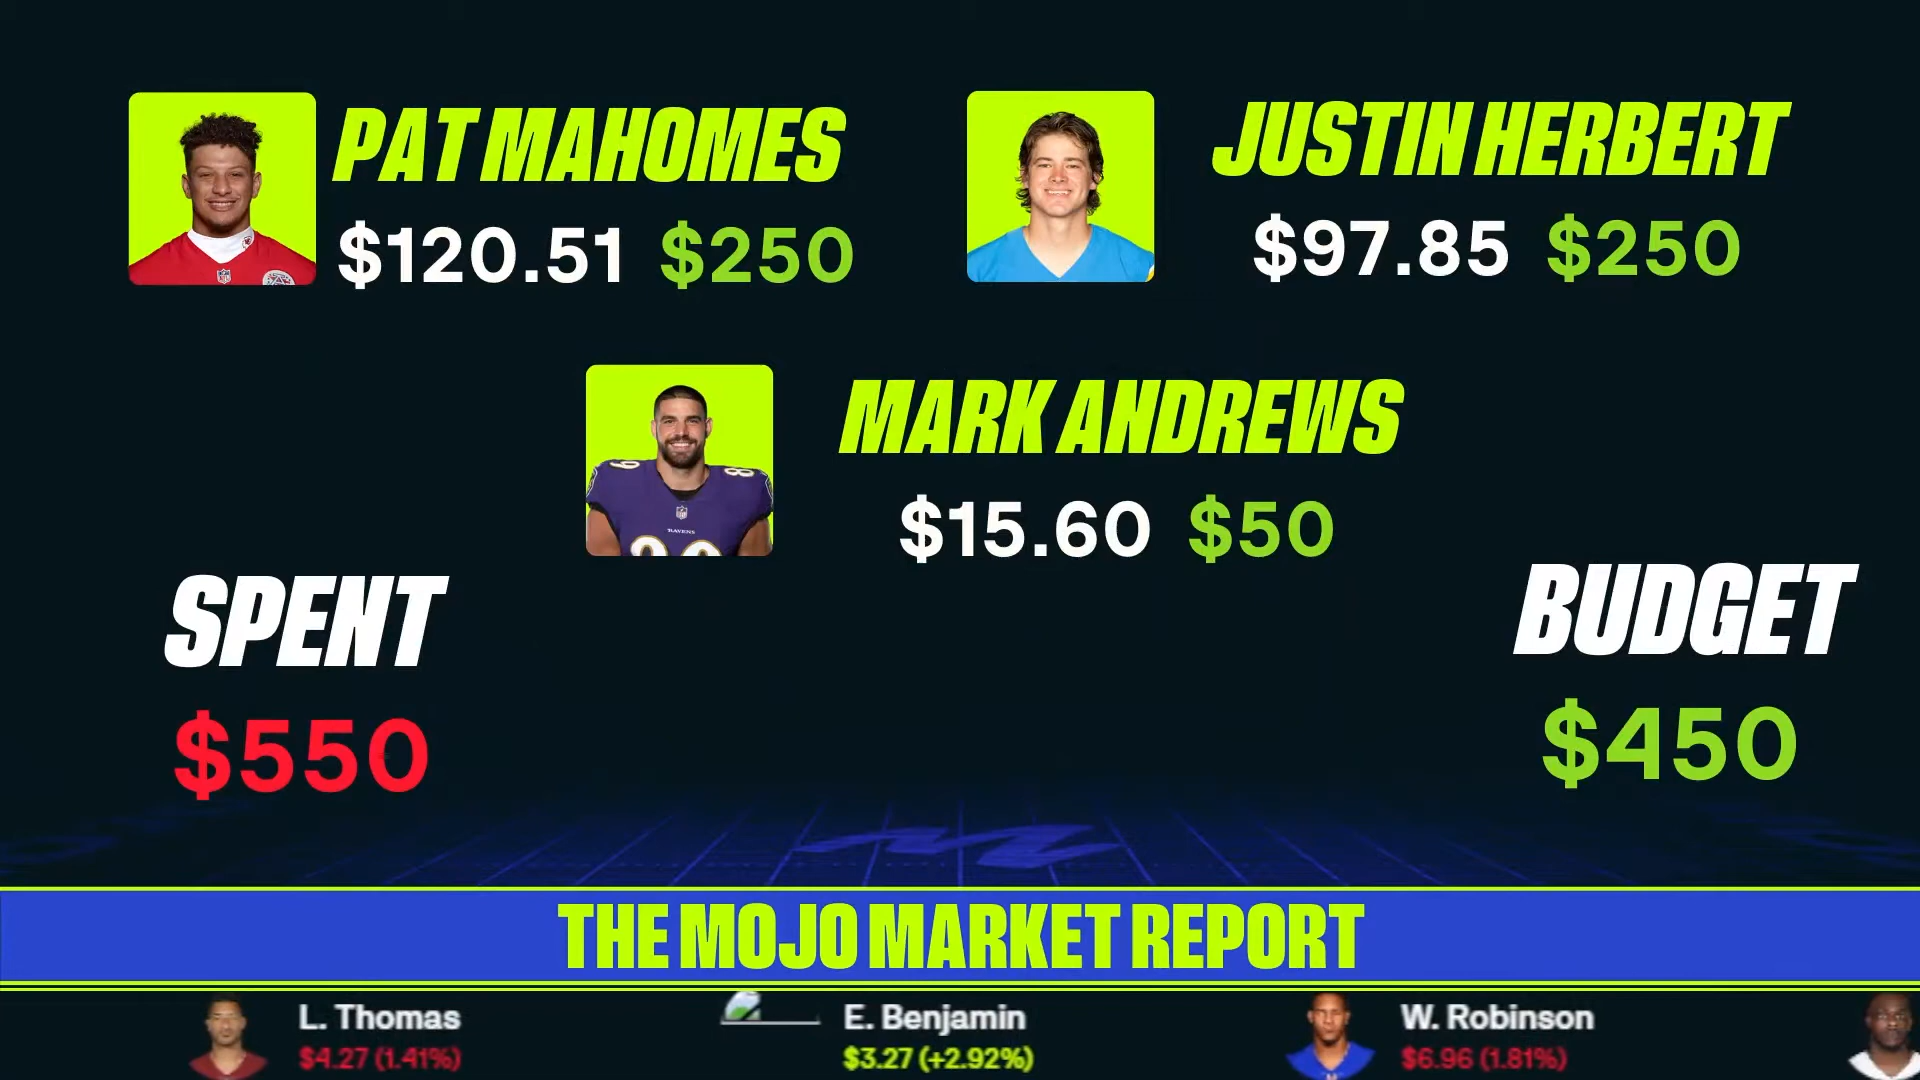 PAT MAHOMES
$120.51 $250
JUSTIN HERBERT
$97.85 $250
MARK ANDREWS
$15.60 $50
SPENT
$550
BUDGET
$450
THE MOJO MARKET REPORT
L. Thomas
$4.27 (1.41%)
E. Benjamin
$3.27 (+2.92%)
W. Robinson
$6.96 (1.81%)